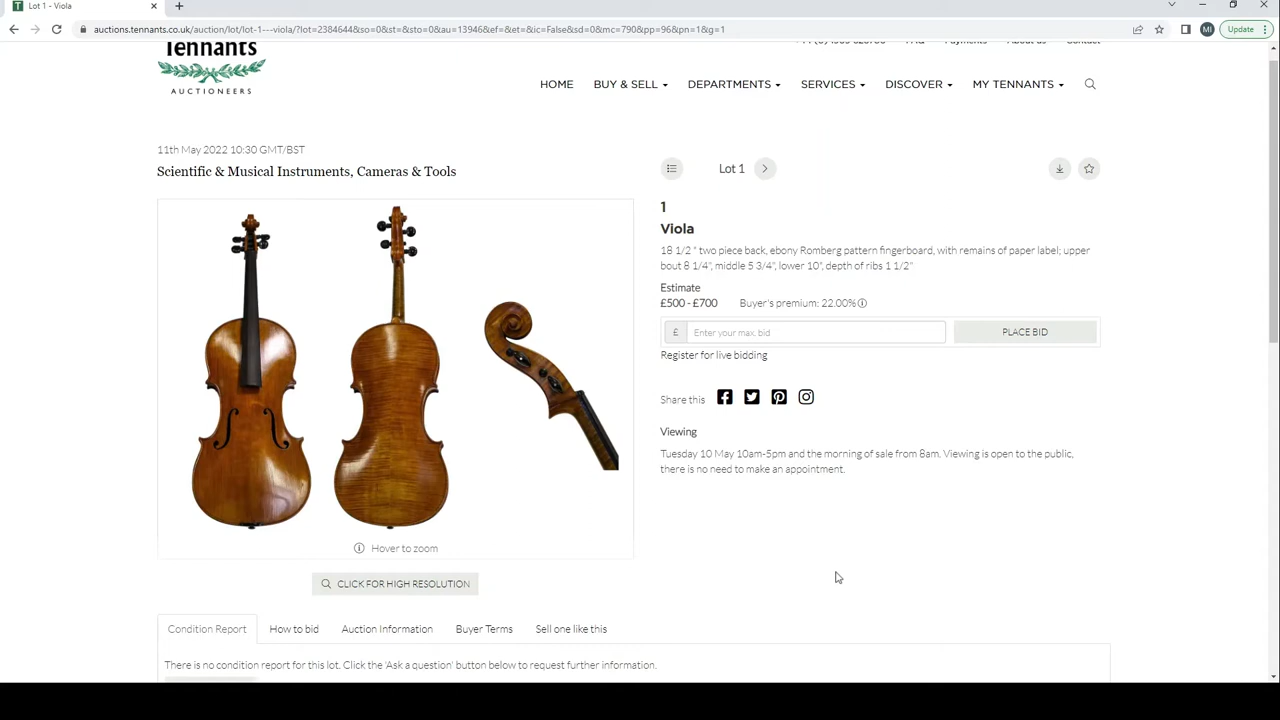 Lot 1 - Viola
auctions.tennants.co.uk/auction/lot/lot-1---viola/?lot=2384644&so=0&st=&sto=0&au=13946&ef=&et=&ic=False&sd=0&mc=790&pp=96&pn=1&g=1
MI
Update
Tennants
AUCTIONEERS
FAQ Payments About us Contact
HOME BUY & SELL DEPARTMENTS SERVICES DISCOVER MY TENNANTS
11th May 2022 10:30 GMT/BST
Scientific & Musical Instruments, Cameras & Tools
Lot 1
1
Viola
18 1/2 " two piece back, ebony Romberg pattern fingerboard, with remains of paper label; upper
bout 8 1/4", middle 5 3/4", lower 10", depth of ribs 1 1/2"
Estimate
£500 - £700 Buyer's premium: 22.00%
£ Enter your max. bid PLACE BID
Register for live bidding
Share this
Viewing
Tuesday 10 May 10am-5pm and the morning of sale from 8am. Viewing is open to the public,
there is no need to make an appointment.
Hover to zoom
CLICK FOR HIGH RESOLUTION
Condition Report How to bid Auction Information Buyer Terms Sell one like this
There is no condition report for this lot. Click the 'Ask a question' button below to request further information.